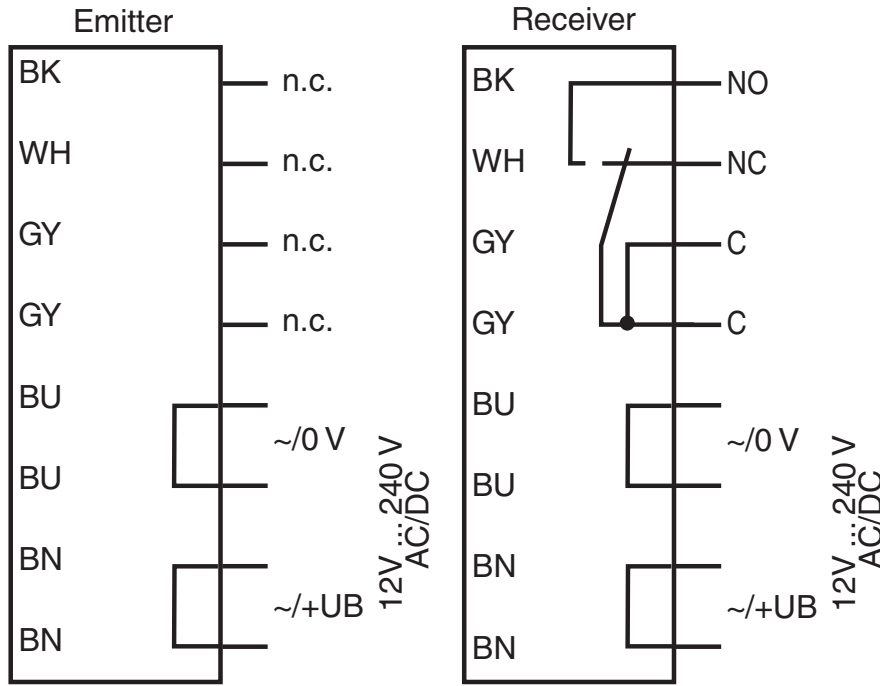 Emitter
BK n.c.
WH n.c.
GY n.c.
GY n.c.
BU
~/0 V
BU
BN
~/+UB
BN
12V ... 240 V
AC/DC
Receiver
BK NO
WH NC
GY C
GY C
BU
~/0 V
BU
BN
~/+UB
BN
12V ... 240 V
AC/DC